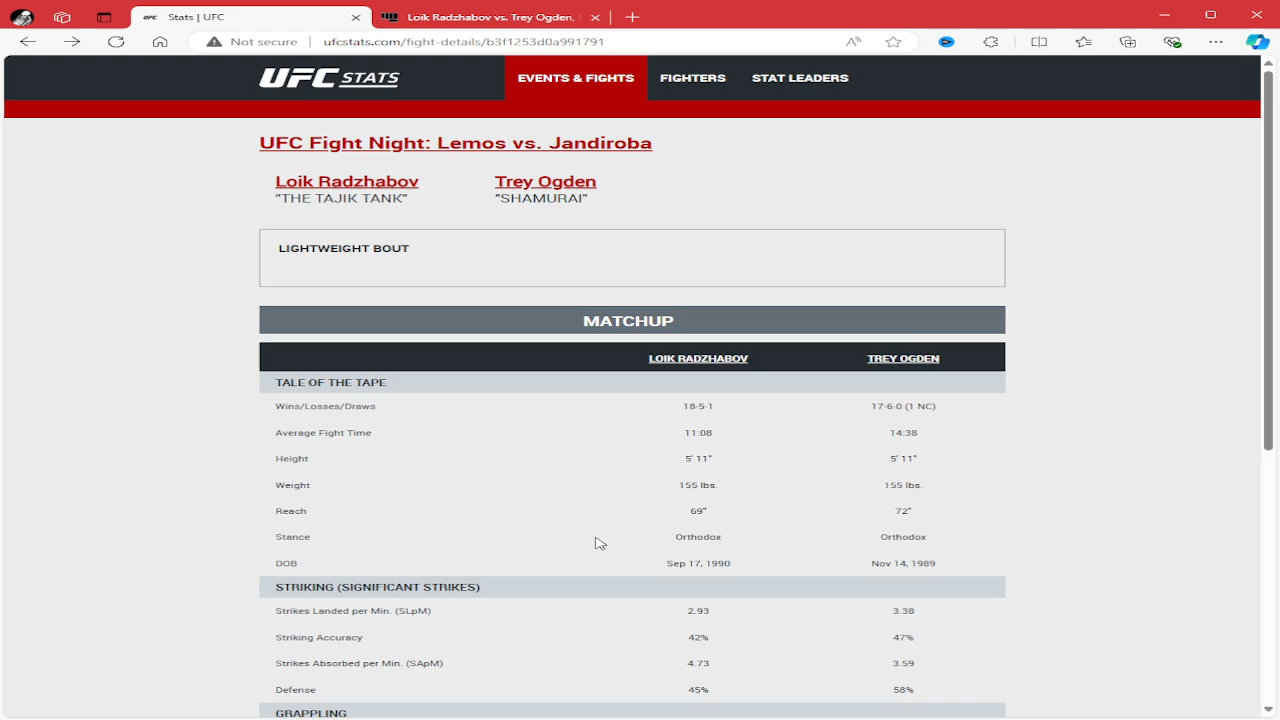 UFC Stats | UFC
Loik Radzhabov vs. Trey Ogden,
Not secure | ufcstats.com/fight-details/b3f1253d0a991791
UFC STATS EVENTS & FIGHTS FIGHTERS STAT LEADERS
UFC Fight Night: Lemos vs. Jandiroba
Loik Radzhabov Trey Ogden
"THE TAJIK TANK" "SHAMURAI"
LIGHTWEIGHT BOUT
MATCHUP
LOIK RADZHABOV TREY OGDEN
TALE OF THE TAPE
Wins/Losses/Draws 18-5-1 17-6-0 (1 NC)
Average Fight Time 11:08 14:38
Height 5' 11" 5' 11"
Weight 155 lbs. 155 lbs.
Reach 69" 72"
Stance Orthodox Orthodox
DOB Sep 17, 1990 Nov 14, 1989
STRIKING (SIGNIFICANT STRIKES)
Strikes Landed per Min. (SLpM) 2.93 3.38
Striking Accuracy 42% 47%
Strikes Absorbed per Min. (SApM) 4.73 3.59
Defense 45% 58%
GRAPPLING